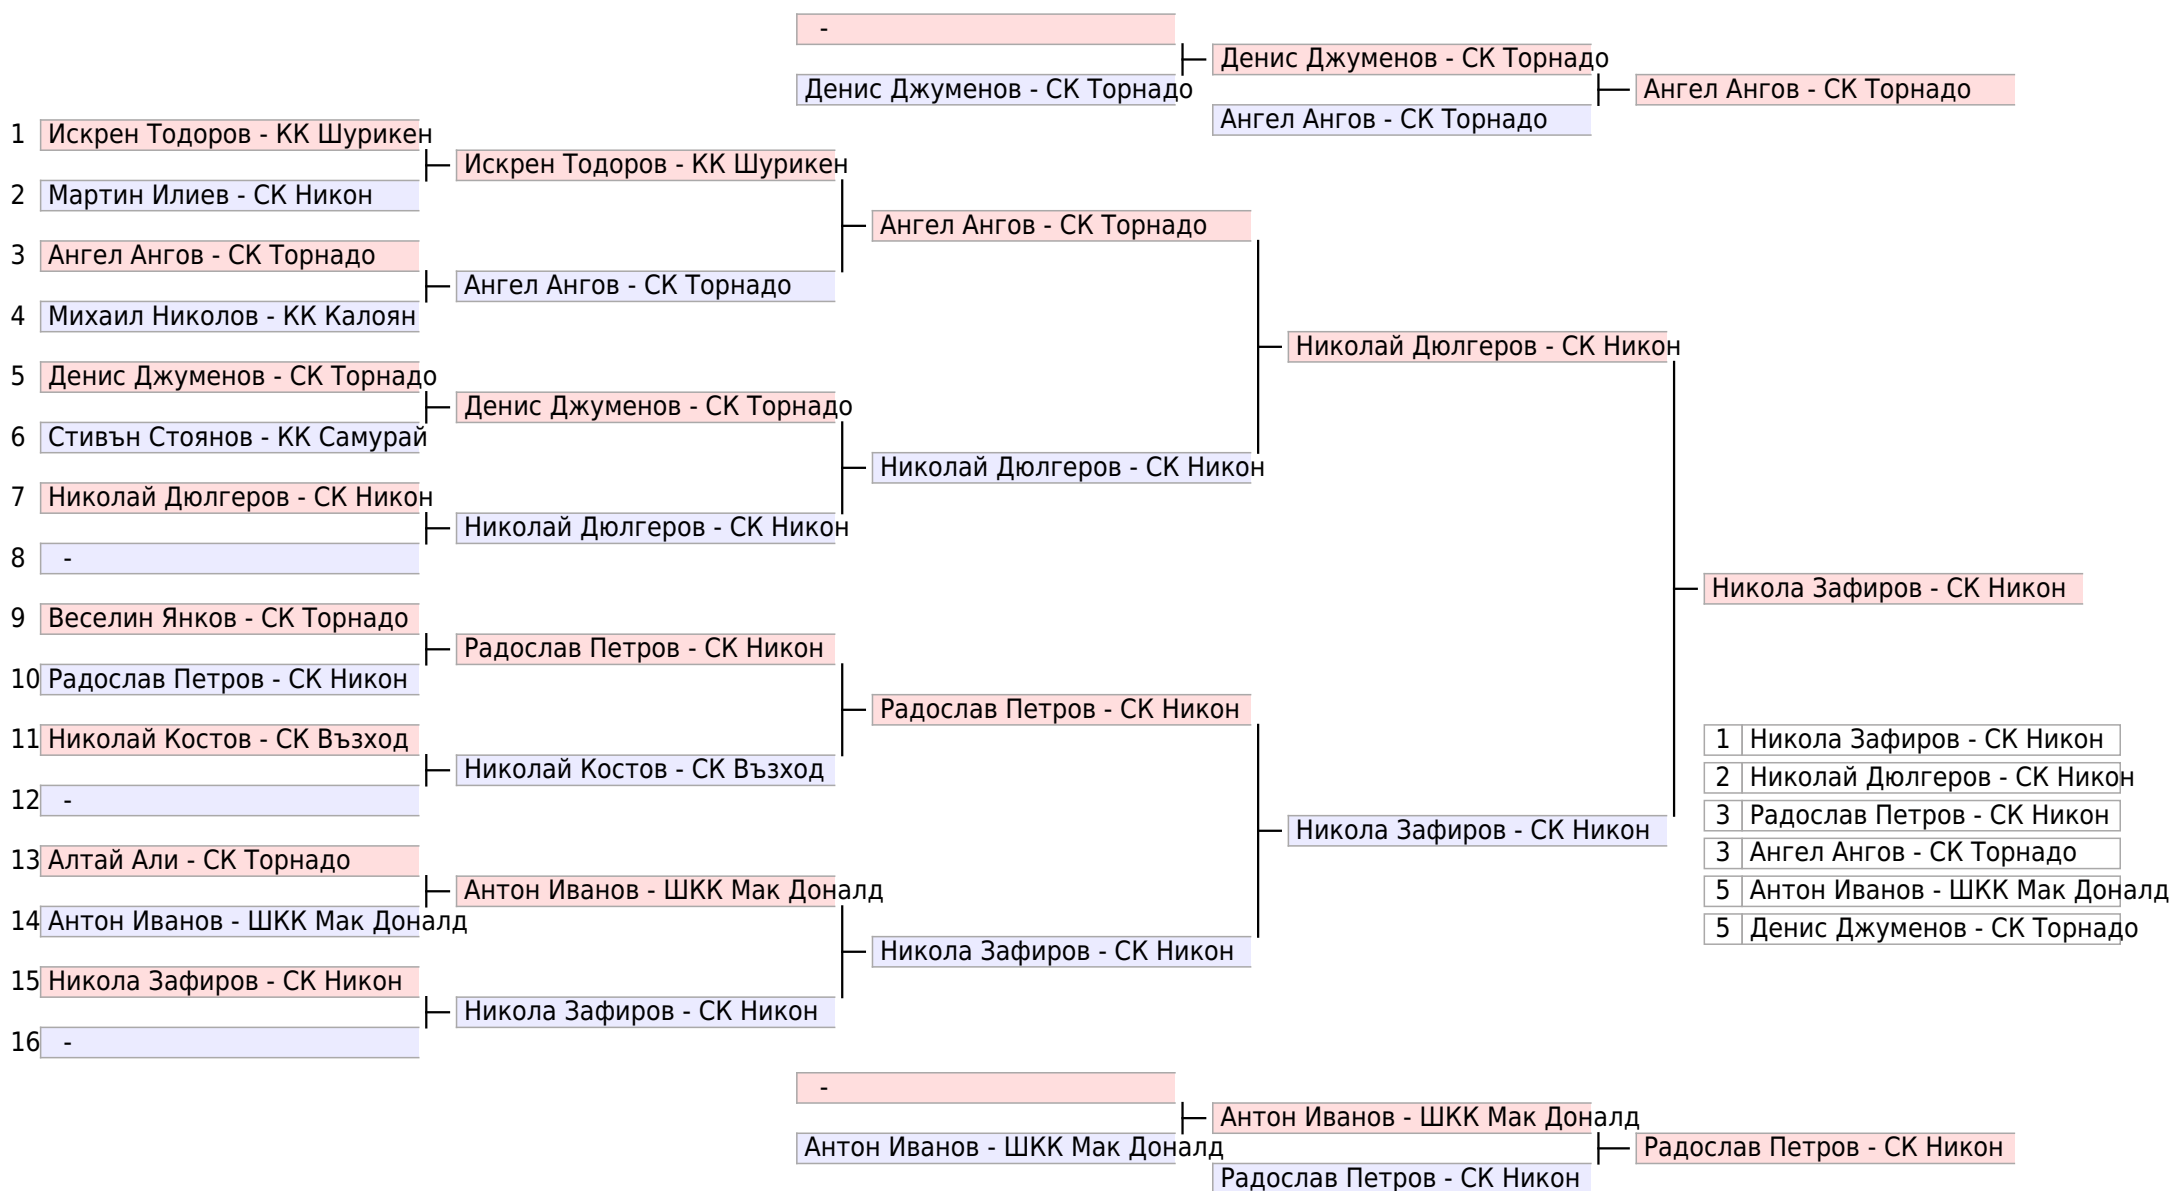 -
Денис Джуменов - СК Торнадо
Денис Джуменов - СК Торнадо
Ангел Ангов - СК Торнадо
Ангел Ангов - СК Торнадо
1 Искрен Тодоров - КК Шурикен
Искрен Тодоров - КК Шурикен
2 Мартин Илиев - СК Никон
Ангел Ангов - СК Торнадо
3 Ангел Ангов - СК Торнадо
Ангел Ангов - СК Торнадо
4 Михаил Николов - КК Калоян
Николай Дюлгеров - СК Никон
5 Денис Джуменов - СК Торнадо
Денис Джуменов - СК Торнадо
6 Стивън Стоянов - КК Самурай
Николай Дюлгеров - СК Никон
7 Николай Дюлгеров - СК Никон
Николай Дюлгеров - СК Никон
8 -
Никола Зафиров - СК Никон
9 Веселин Янков - СК Торнадо
Радослав Петров - СК Никон
10 Радослав Петров - СК Никон
Радослав Петров - СК Никон
11 Николай Костов - СК Възход
Николай Костов - СК Възход
12 -
Никола Зафиров - СК Никон
13 Алтай Али - СК Торнадо
Антон Иванов - ШКК Мак Доналд
14 Антон Иванов - ШКК Мак Доналд
Никола Зафиров - СК Никон
15 Никола Зафиров - СК Никон
Никола Зафиров - СК Никон
16 -
1 Никола Зафиров - СК Никон
2 Николай Дюлгеров - СК Никон
3 Радослав Петров - СК Никон
3 Ангел Ангов - СК Торнадо
5 Антон Иванов - ШКК Мак Доналд
5 Денис Джуменов - СК Торнадо
-
Антон Иванов - ШКК Мак Доналд
Антон Иванов - ШКК Мак Доналд
Радослав Петров - СК Никон
Радослав Петров - СК Никон